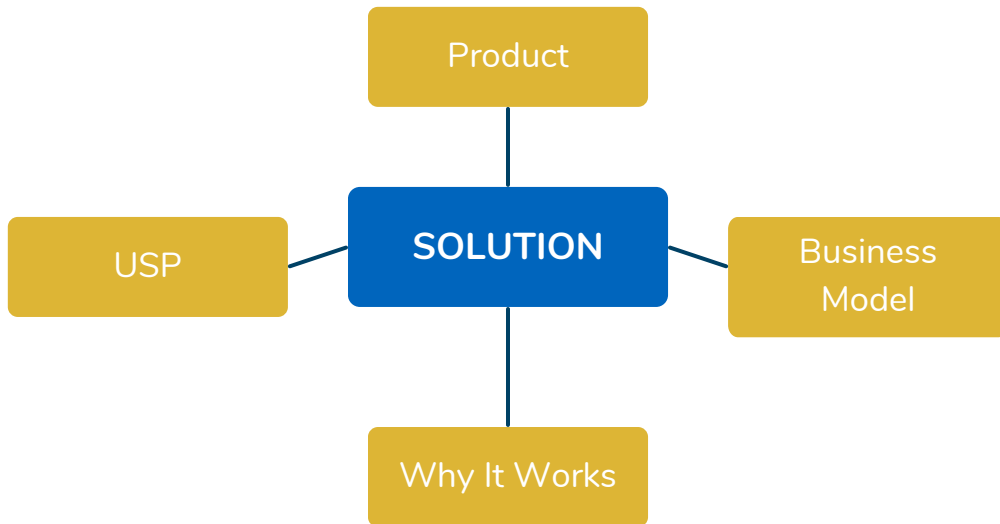 Product
SOLUTION
USP
Business
Model
Why It Works